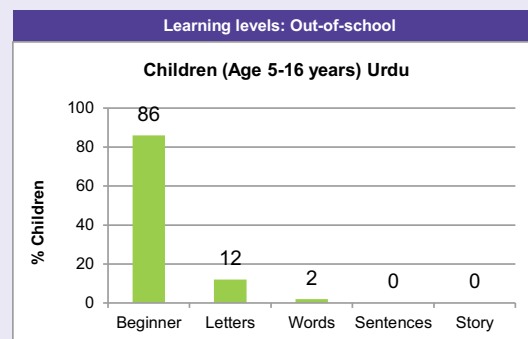 Learning levels: Out-of-school
Children (Age 5-16 years) Urdu
% Children
100
80
60
40
20
0
86
12
2
0
0
Beginner Letters Words Sentences Story